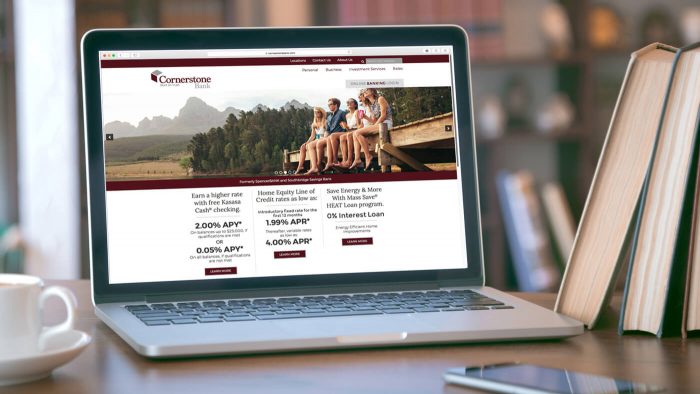 Locations Contact Us About Us
Personal Business Investment Services Rates
Cornerstone
Bank
ONLINE BANKING LOGIN
Formerly SpencerBANK and Southbridge Savings Bank
Earn a higher rate
with free Kasasa
Cash® checking.
2.00% APY*
On balances up to $25,000, if
qualifications are met
OR
0.05% APY*
On all balances, if qualifications
are not met
LEARN MORE
Home Equity Line of
Credit rates as low as:
Introductory fixed rate for the
first 12 months
1.99% APR*
Thereafter, variable rates
as low as
4.00% APR*
LEARN MORE
Save Energy & More
With Mass Save®
HEAT Loan program.
0% Interest Loan
Energy Efficient Home
Improvements
LEARN MORE